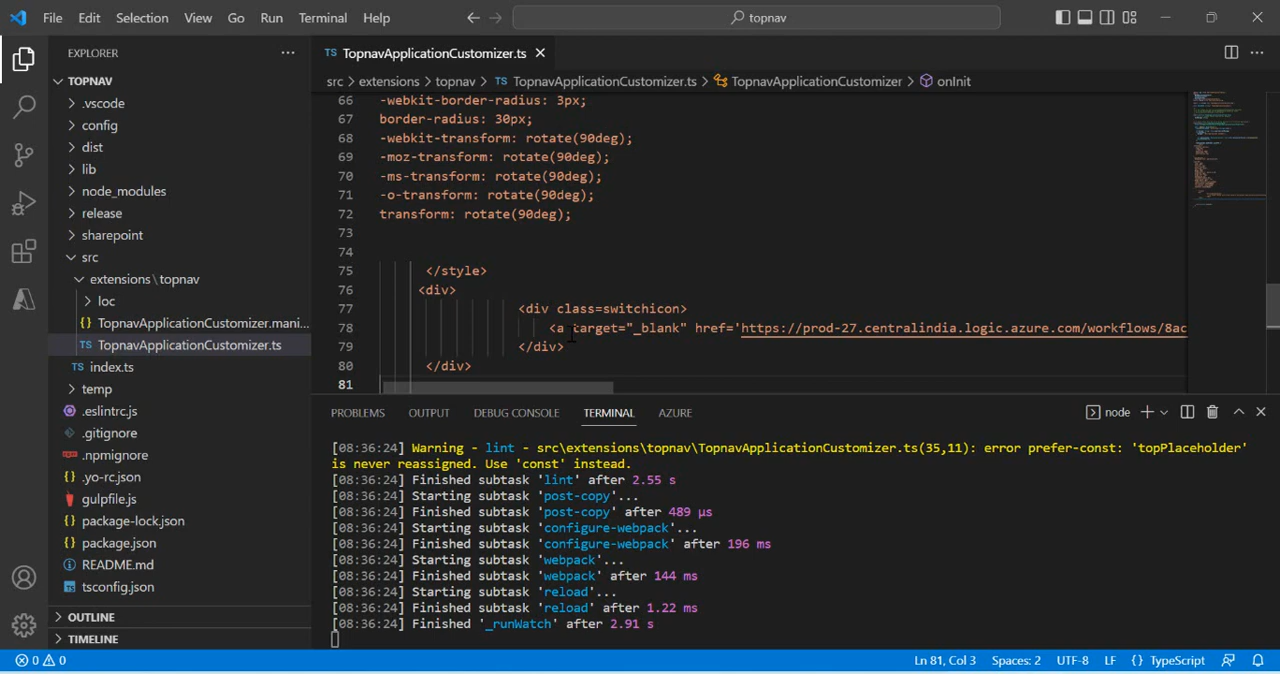 File Edit Selection View Go Run Terminal Help topnav
EXPLORER
TOPNAV
.vscode
config
dist
lib
node_modules
release
sharepoint
src
extensions\topnav
loc
TopnavApplicationCustomizer.mani...
TS TopnavApplicationCustomizer.ts
TS index.ts
temp
.eslintrc.js
.gitignore
.npmignore
.yo-rc.json
gulpfile.js
package-lock.json
package.json
README.md
tsconfig.json
OUTLINE
TIMELINE
TS TopnavApplicationCustomizer.ts
src > extensions > topnav > TS TopnavApplicationCustomizer.ts > TopnavApplicationCustomizer > onInit
66 -webkit-border-radius: 3px;
67 border-radius: 30px;
68 -webkit-transform: rotate(90deg);
69 -moz-transform: rotate(90deg);
70 -ms-transform: rotate(90deg);
71 -o-transform: rotate(90deg);
72 transform: rotate(90deg);
73
74
75 </style>
76 <div>
77 <div class=switchicon>
78 <a target="_blank" href='https://prod-27.centralindia.logic.azure.com/workflows/8ac
79 </div>
80 </div>
81
PROBLEMS OUTPUT DEBUG CONSOLE TERMINAL AZURE node
[08:36:24] Warning - lint - src\extensions\topnav\TopnavApplicationCustomizer.ts(35,11): error prefer-const: 'topPlaceholder'
is never reassigned. Use 'const' instead.
[08:36:24] Finished subtask 'lint' after 2.55 s
[08:36:24] Starting subtask 'post-copy'...
[08:36:24] Finished subtask 'post-copy' after 489 μs
[08:36:24] Starting subtask 'configure-webpack'...
[08:36:24] Finished subtask 'configure-webpack' after 196 ms
[08:36:24] Starting subtask 'webpack'...
[08:36:24] Finished subtask 'webpack' after 144 ms
[08:36:24] Starting subtask 'reload'...
[08:36:24] Finished subtask 'reload' after 1.22 ms
[08:36:24] Finished '_runWatch' after 2.91 s
0 0 Ln 81, Col 3 Spaces: 2 UTF-8 LF {} TypeScript